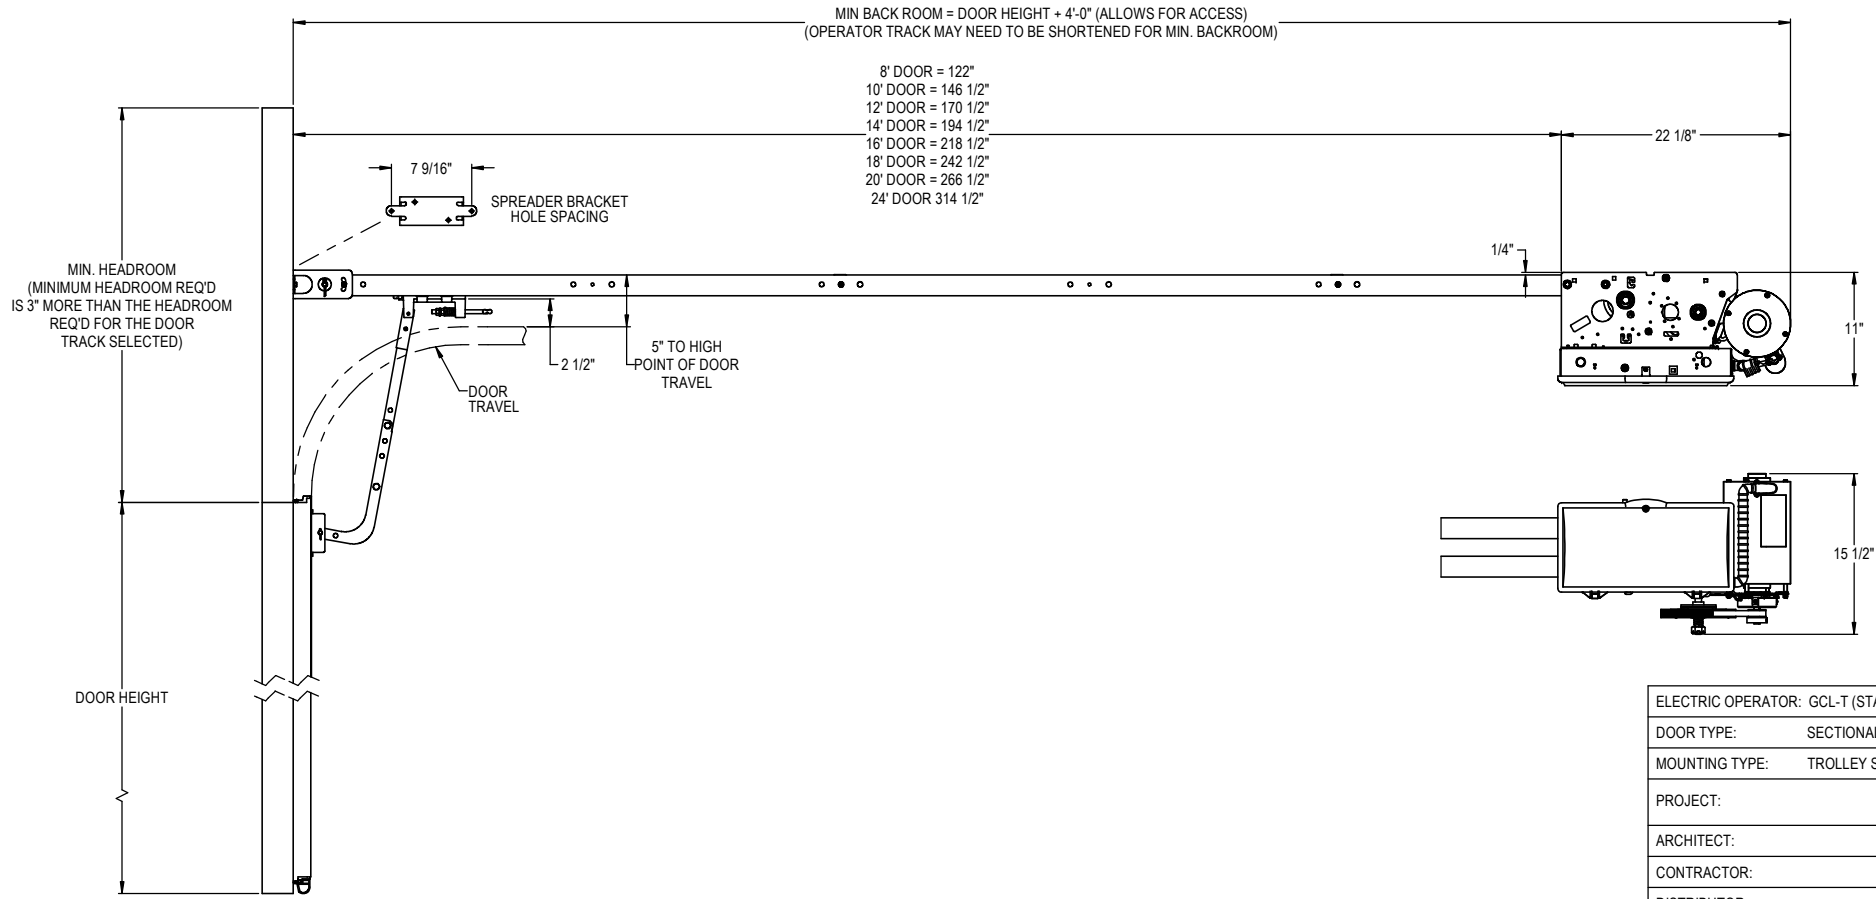 MIN BACK ROOM = DOOR HEIGHT + 4'-0" (ALLOWS FOR ACCESS)
(OPERATOR TRACK MAY NEED TO BE SHORTENED FOR MIN. BACKROOM)
8' DOOR = 122"
10' DOOR = 146 1/2"
12' DOOR = 170 1/2"
14' DOOR = 194 1/2"
16' DOOR = 218 1/2"
18' DOOR = 242 1/2"
20' DOOR = 266 1/2"
24' DOOR 314 1/2"
22 1/8"
7 9/16"
SPREADER BRACKET
HOLE SPACING
1/4"
MIN. HEADROOM
(MINIMUM HEADROOM REQ'D
IS 3" MORE THAN THE HEADROOM
REQ'D FOR THE DOOR
TRACK SELECTED)
11"
2 1/2"
5" TO HIGH
POINT OF DOOR
TRAVEL
DOOR
TRAVEL
15 1/2"
DOOR HEIGHT
ELECTRIC OPERATOR: GCL-T (STA
DOOR TYPE: SECTIONA
MOUNTING TYPE: TROLLEY S
PROJECT:
ARCHITECT:
CONTRACTOR: